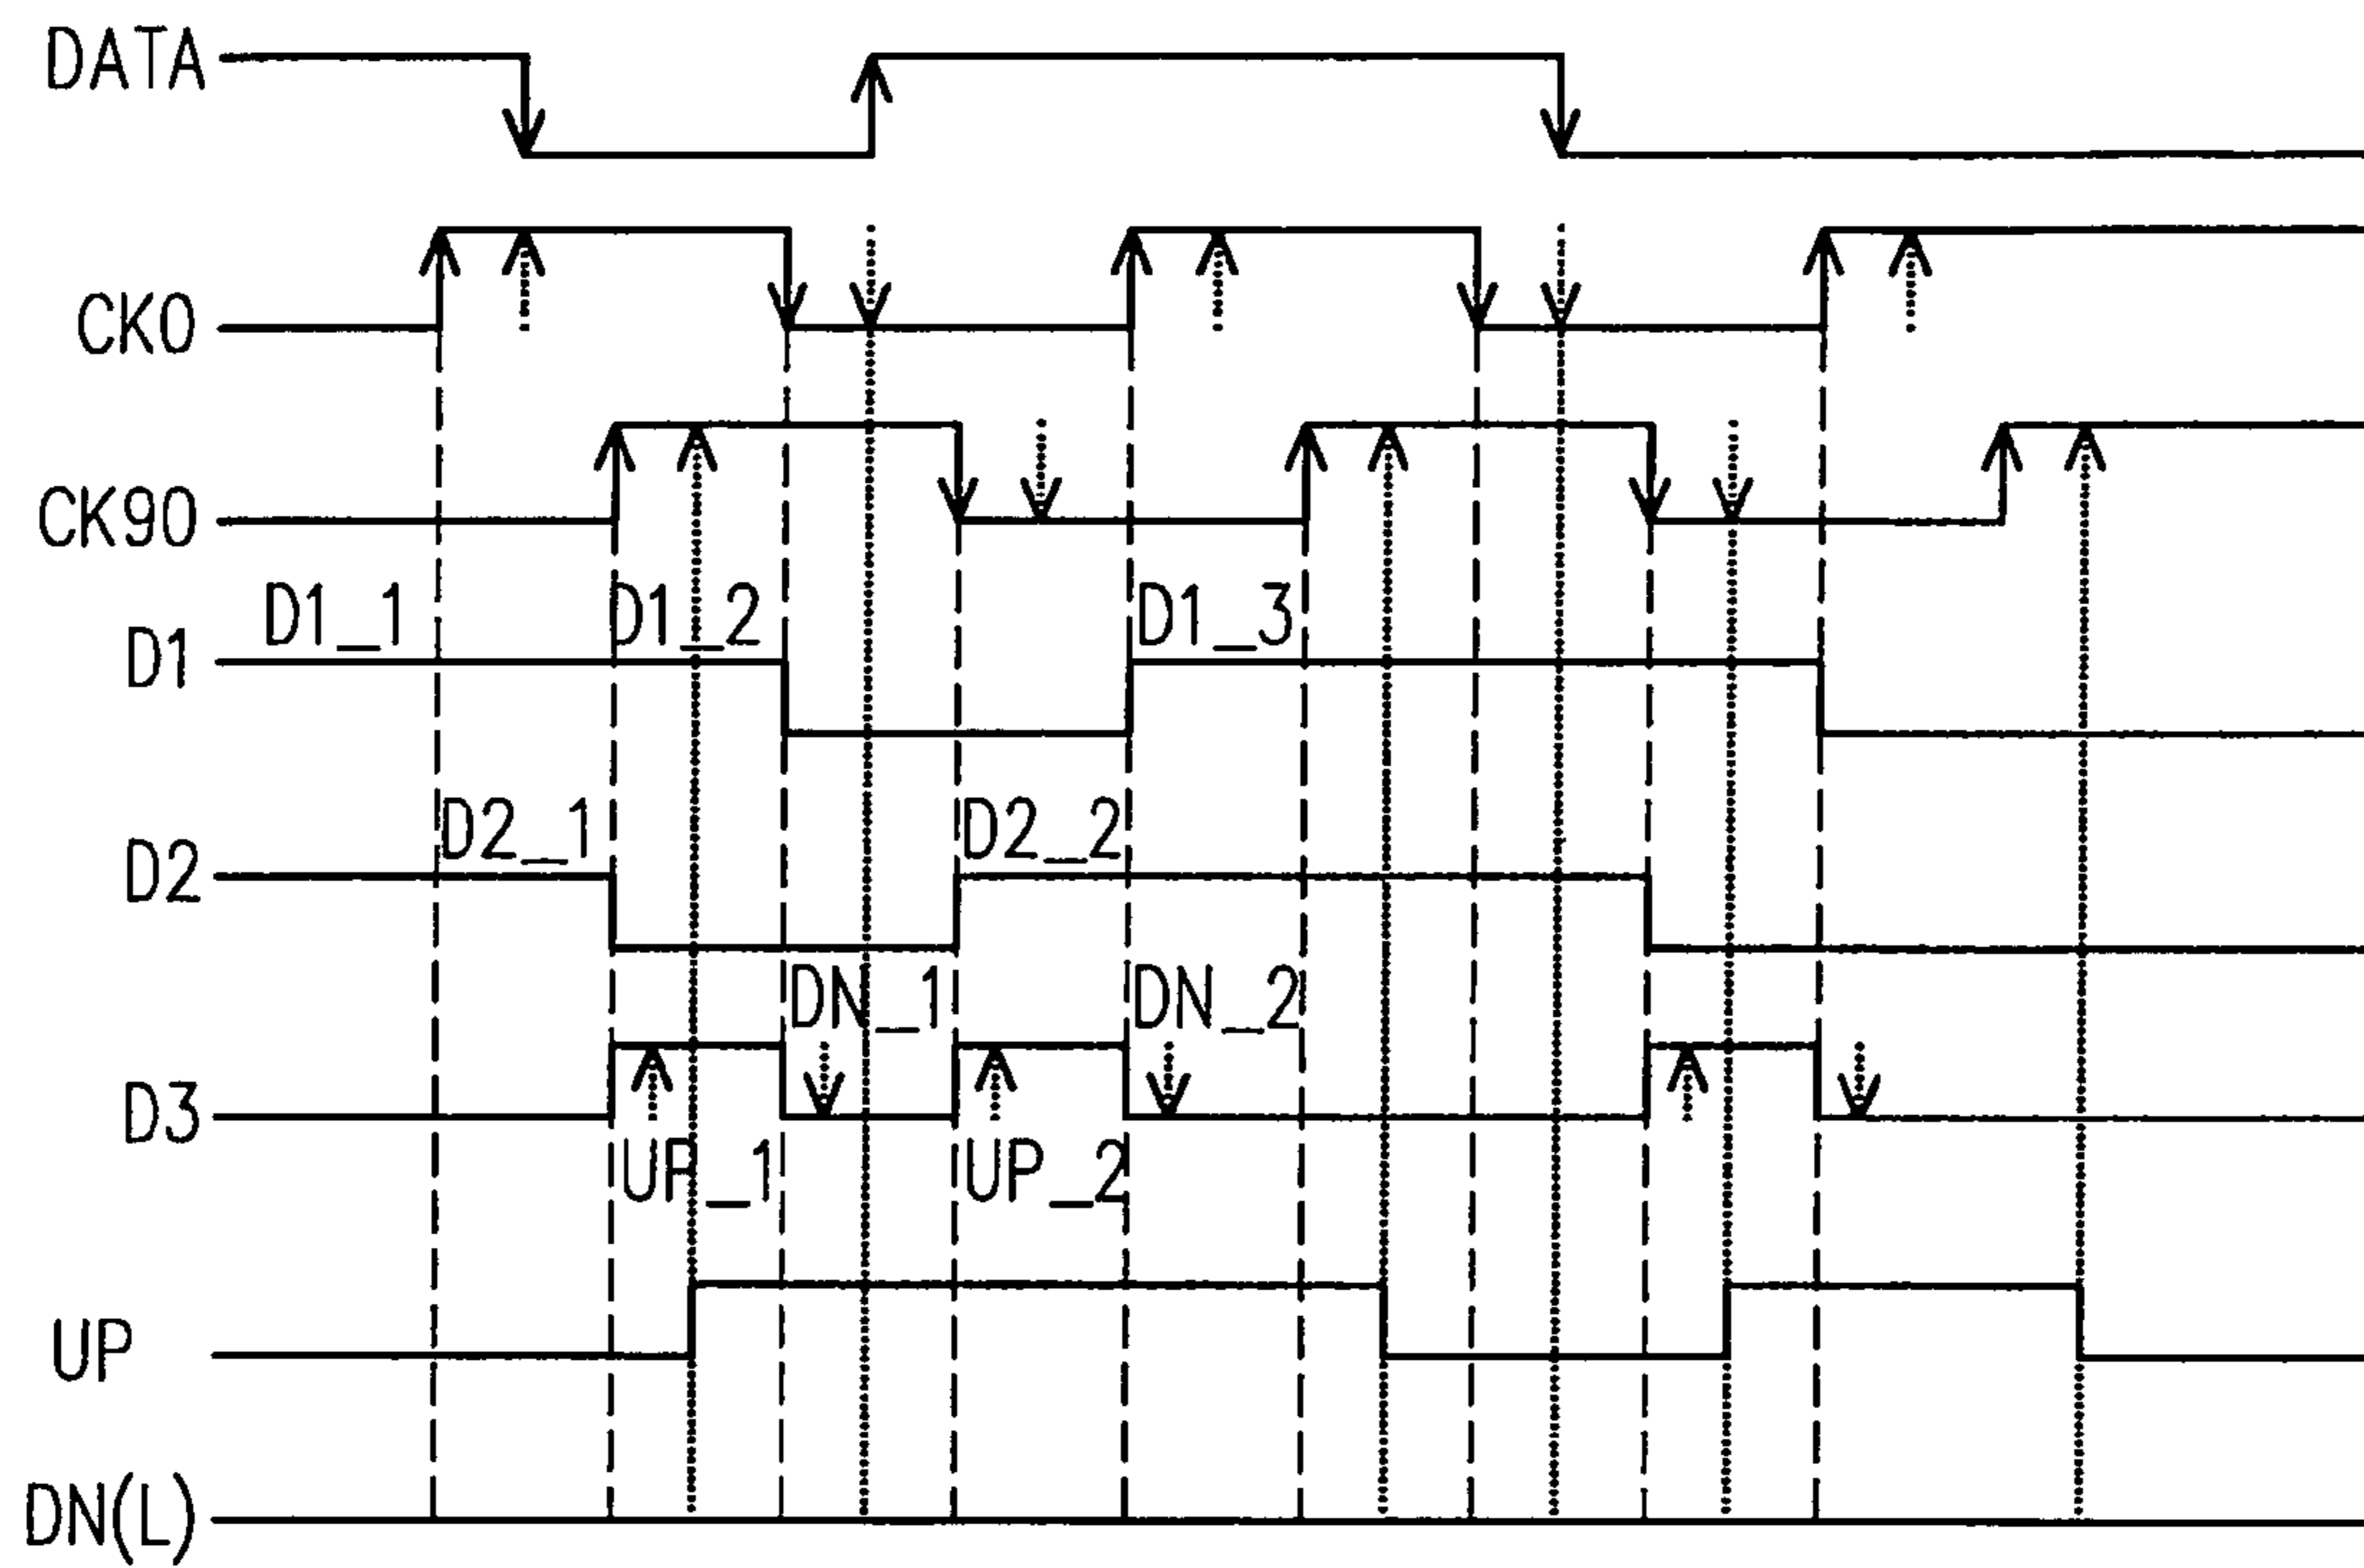 DATA
CK0
CK90
D1_1 D1_2 D1_3
D1
D2_1 D2_2
D2
DN_1 DN_2
D3
UP_1 UP_2
UP
DN(L)